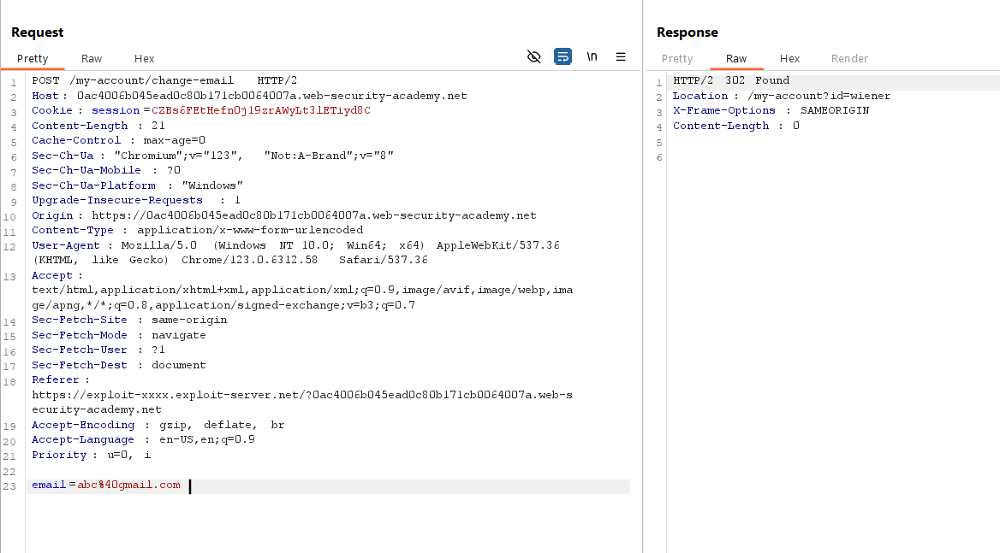 Request
Pretty Raw Hex \n
1 POST /my-account/change-email HTTP/2
2 Host: 0ac4006b045ead0c80b171cb0064007a.web-security-academy.net
3 Cookie: session=CZBs6FEtHefn0j19zrAWyLt3lETiyd8C
4 Content-Length : 21
5 Cache-Control : max-age=0
6 Sec-Ch-Ua : "Chromium";v="123", "Not:A-Brand";v="8"
7 Sec-Ch-Ua-Mobile : ?0
8 Sec-Ch-Ua-Platform : "Windows"
9 Upgrade-Insecure-Requests : 1
10 Origin : https://0ac4006b045ead0c80b171cb0064007a.web-security-academy.net
11 Content-Type : application/x-www-form-urlencoded
12 User-Agent : Mozilla/5.0 (Windows NT 10.0; Win64; x64) AppleWebKit/537.36
(KHTML, like Gecko) Chrome/123.0.6312.58 Safari/537.36
13 Accept :
text/html,application/xhtml+xml,application/xml;q=0.9,image/avif,image/webp,ima
ge/apng,*/*;q=0.8,application/signed-exchange;v=b3;q=0.7
14 Sec-Fetch-Site : same-origin
15 Sec-Fetch-Mode : navigate
16 Sec-Fetch-User : ?1
17 Sec-Fetch-Dest : document
18 Referer :
https://exploit-xxxx.exploit-server.net/?0ac4006b045ead0c80b171cb0064007a.web-s
ecurity-academy.net
19 Accept-Encoding : gzip, deflate, br
20 Accept-Language : en-US,en;q=0.9
21 Priority : u=0, i
22
23 email=abc%40gmail.com
Response
Pretty Raw Hex Render
1 HTTP/2 302 Found
2 Location : /my-account?id=wiener
3 X-Frame-Options : SAMEORIGIN
4 Content-Length : 0
5
6